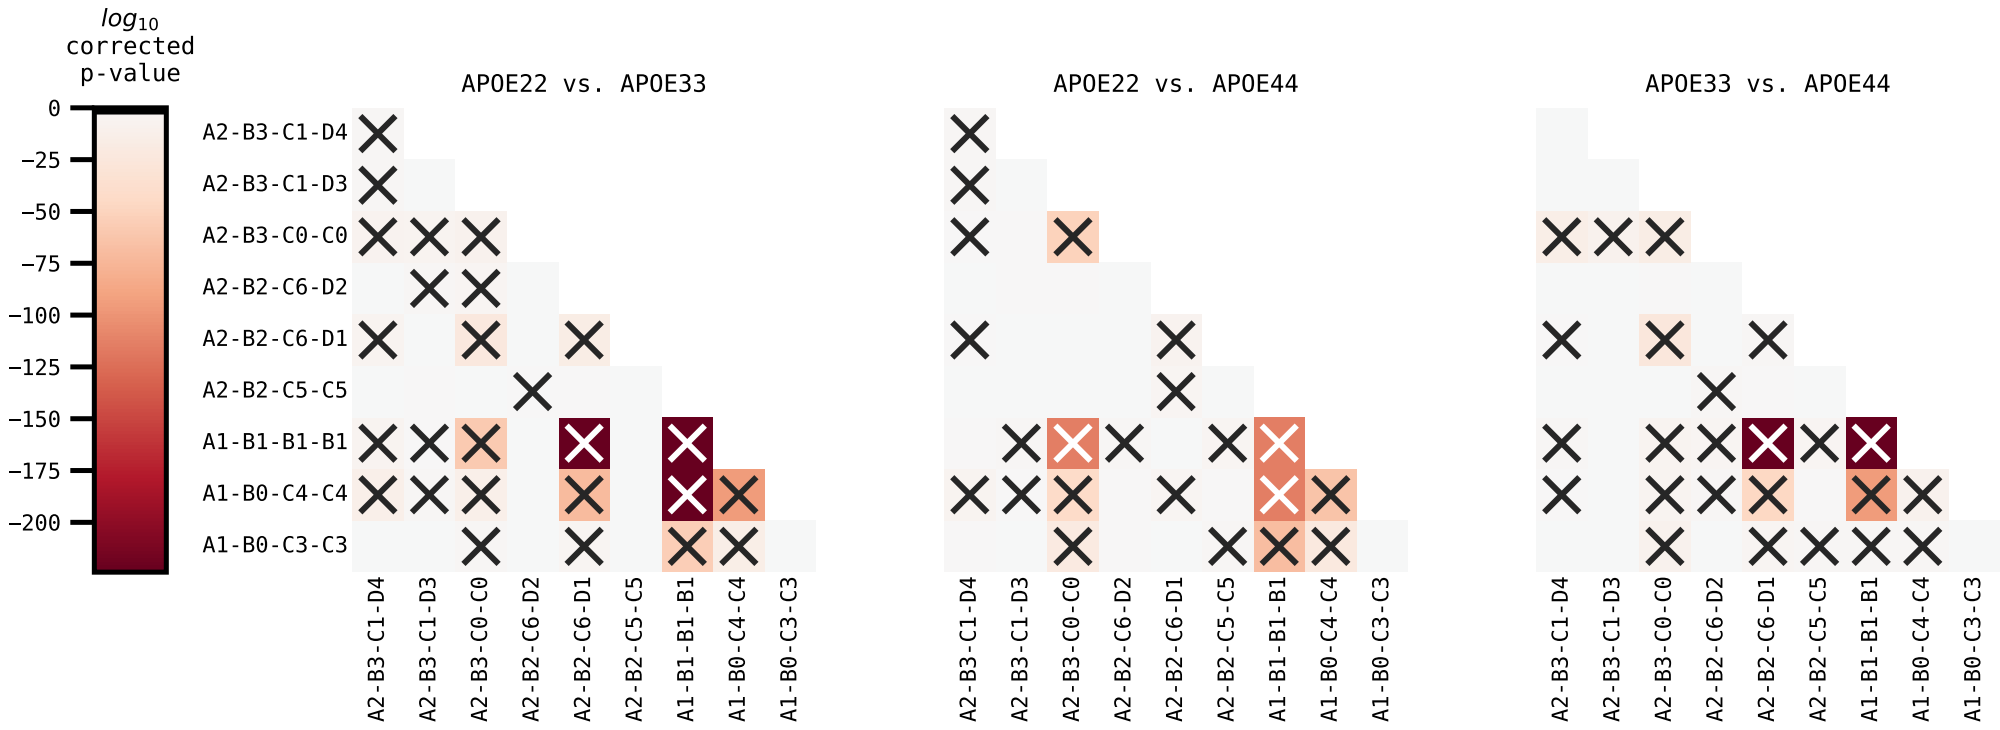 log10
corrected
p-value
APOE22 vs. APOE33
APOE22 vs. APOE44
APOE33 vs. APOE44
0
−25
−50
−75
−100
−125
−150
−175
−200
A2-B3-C1-D4
A2-B3-C1-D3
A2-B3-C0-C0
A2-B2-C6-D2
A2-B2-C6-D1
A2-B2-C5-C5
A1-B1-B1-B1
A1-B0-C4-C4
A1-B0-C3-C3
A2-B3-C1-D4
A2-B3-C1-D3
A2-B3-C0-C0
A2-B2-C6-D2
A2-B2-C6-D1
A2-B2-C5-C5
A1-B1-B1-B1
A1-B0-C4-C4
A1-B0-C3-C3
A2-B3-C1-D4
A2-B3-C1-D3
A2-B3-C0-C0
A2-B2-C6-D2
A2-B2-C6-D1
A2-B2-C5-C5
A1-B1-B1-B1
A1-B0-C4-C4
A1-B0-C3-C3
A2-B3-C1-D4
A2-B3-C1-D3
A2-B3-C0-C0
A2-B2-C6-D2
A2-B2-C6-D1
A2-B2-C5-C5
A1-B1-B1-B1
A1-B0-C4-C4
A1-B0-C3-C3